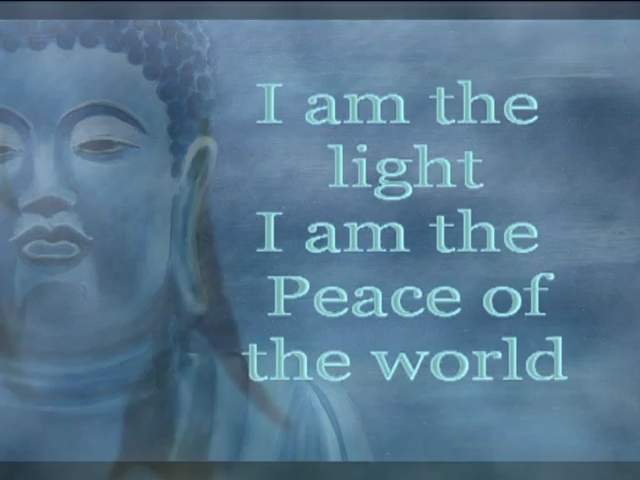 I am the
light
I am the
Peace of
the world